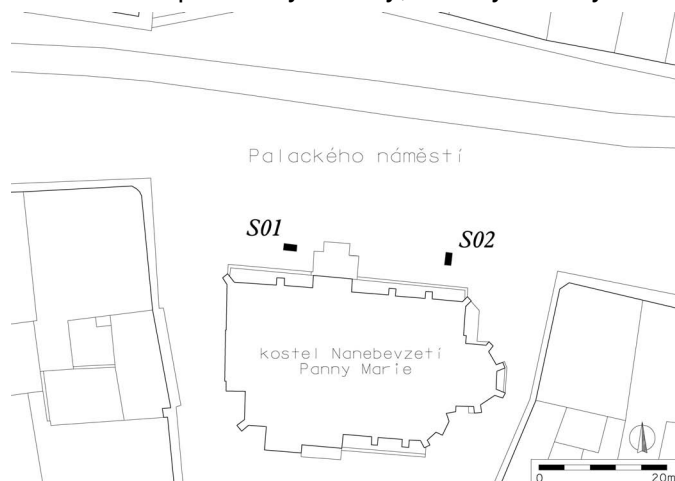 Palackého náměstí
S01
S02
kostel Nanebevzetí
Panny Marie
0 20m